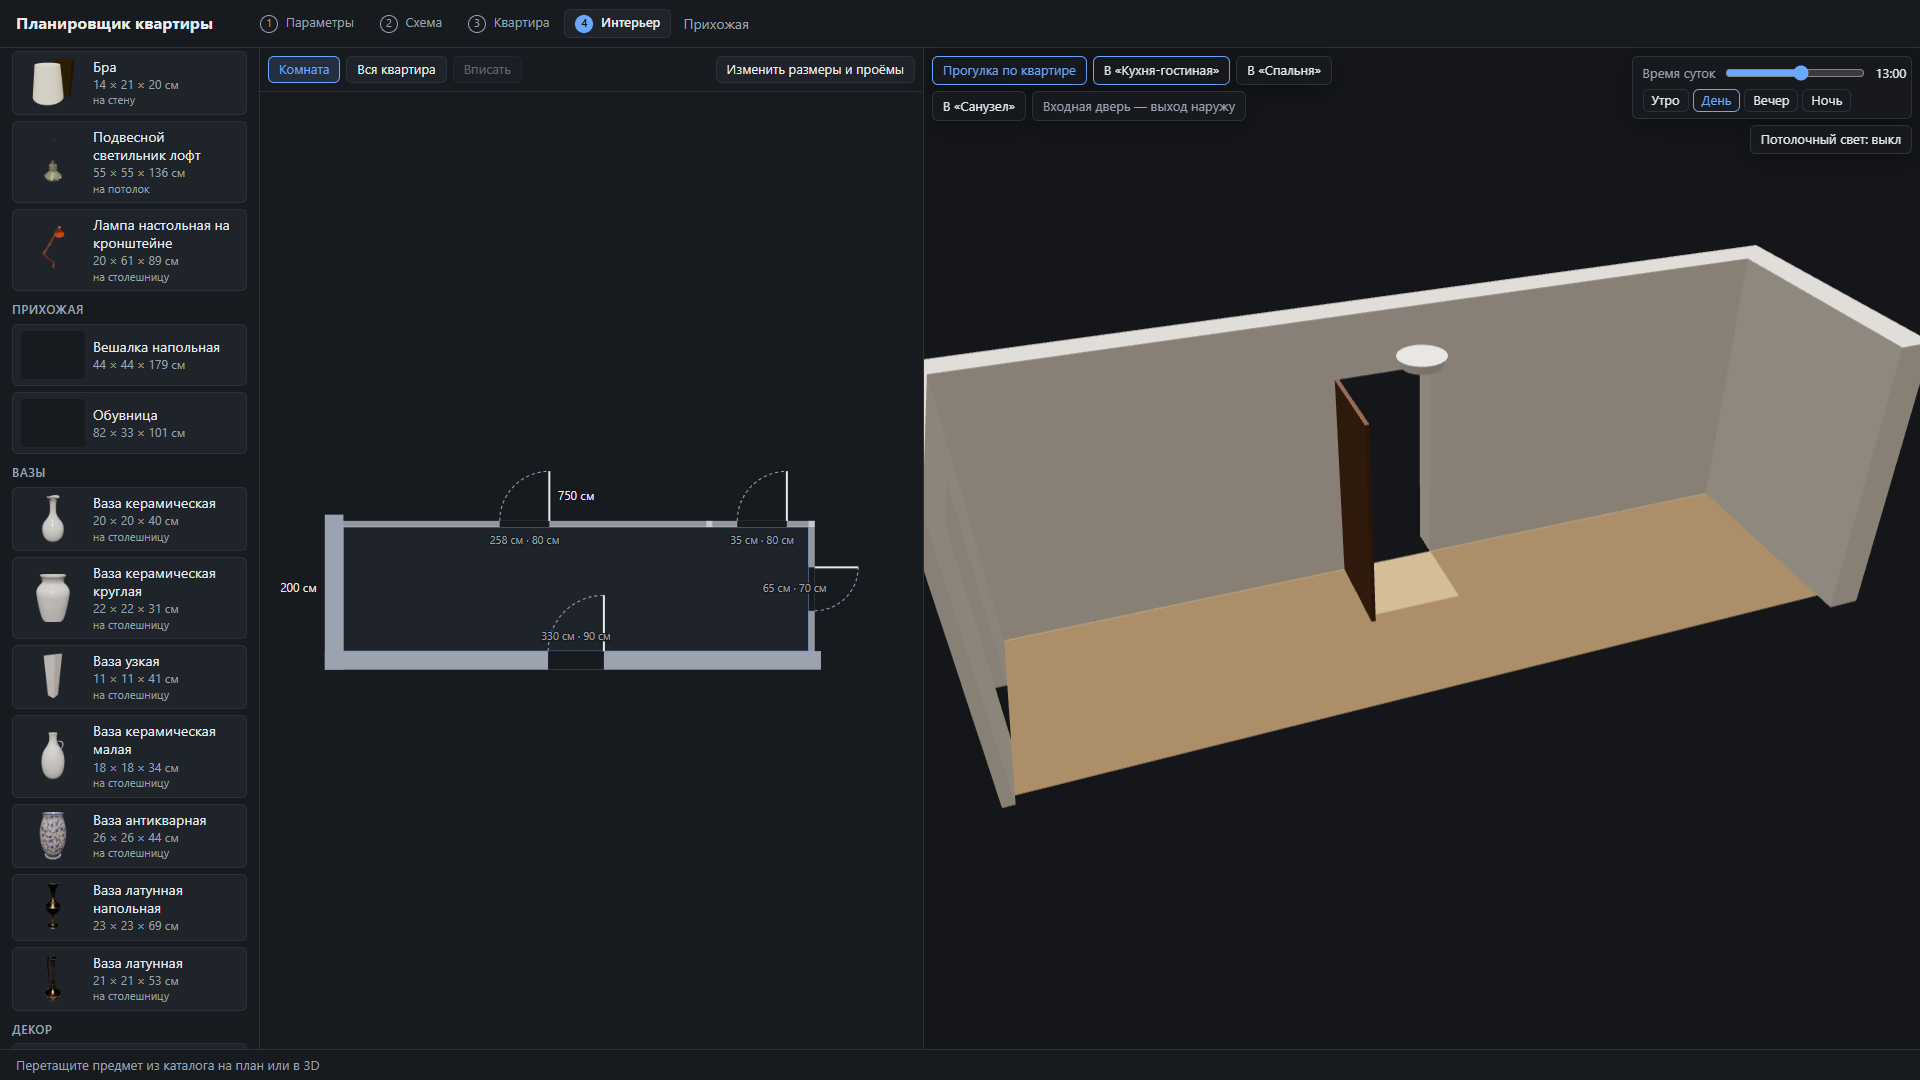 Планировщик квартиры
1 Параметры
2 Схема
3 Квартира
4 Интерьер
Прихожая
Бра
14 × 21 × 20 см
на стену
Подвесной
светильник лофт
55 × 55 × 136 см
на потолок
Лампа настольная на
кронштейне
20 × 61 × 89 см
на столешницу
ПРИХОЖАЯ
Вешалка напольная
44 × 44 × 179 см
Обувница
82 × 33 × 101 см
ВАЗЫ
Ваза керамическая
20 × 20 × 40 см
на столешницу
Ваза керамическая
круглая
22 × 22 × 31 см
на столешницу
Ваза узкая
11 × 11 × 41 см
на столешницу
Ваза керамическая
малая
18 × 18 × 34 см
на столешницу
Ваза антикварная
26 × 26 × 44 см
на столешницу
Ваза латунная
напольная
23 × 23 × 69 см
Ваза латунная
21 × 21 × 53 см
на столешницу
ДЕКОР
Комната
Вся квартира
Вписать
Изменить размеры и проёмы
750 см
258 см · 80 см
35 см · 80 см
200 см
65 см · 70 см
330 см · 90 см
Прогулка по квартире
В «Кухня-гостиная»
В «Спальня»
В «Санузел»
Входная дверь — выход наружу
Время суток
13:00
Утро
День
Вечер
Ночь
Потолочный свет: выкл
Перетащите предмет из каталога на план или в 3D